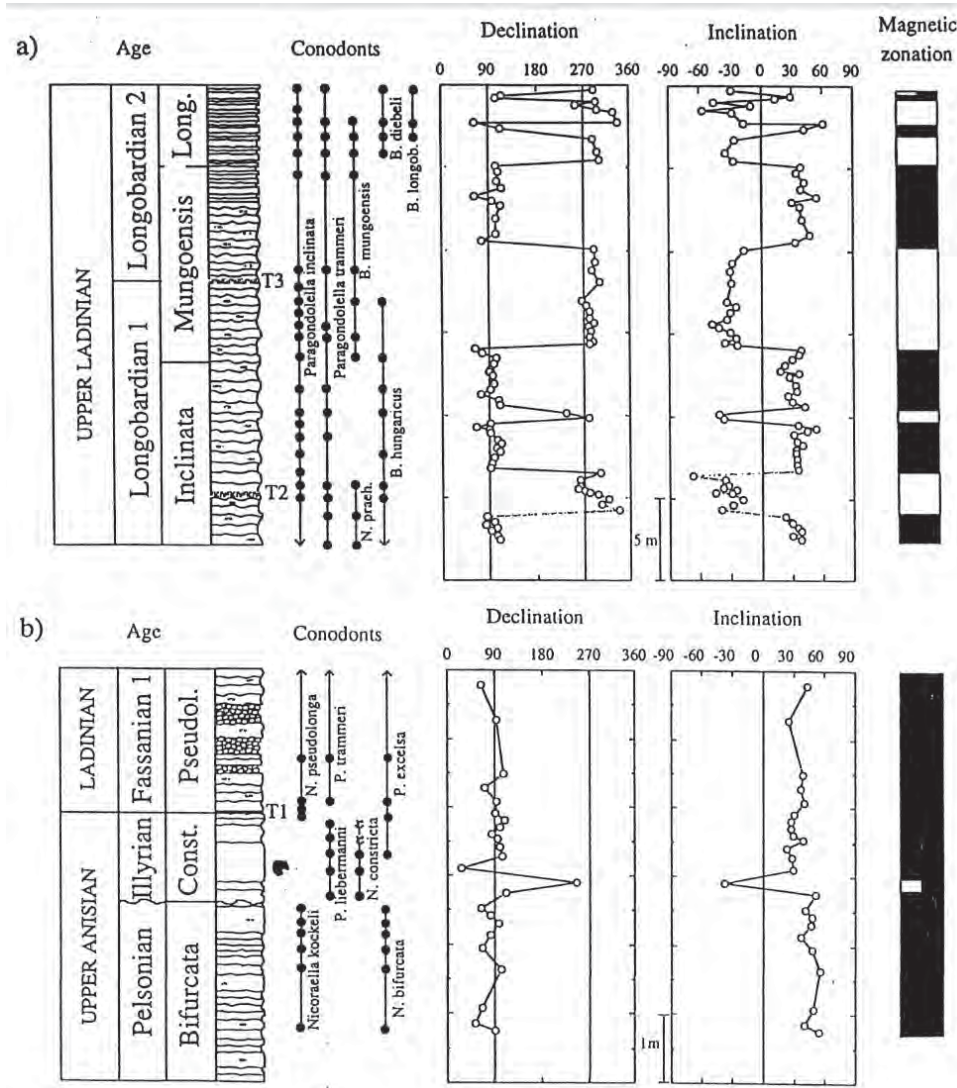 a)
Age
Conodonts
Declination
Inclination
Magnetic
zonation
0 90 180 270 360
-90 -60 -30 0 30 60 90
UPPER LADINIAN
Longobardian 2
Longobardian 1
Long.
Mungoensis
Inclinata
T3
T2
Paragondolella inclinata
Paragondolella trammeri
B. mungoensis
N. praeh.
B. diebeli
B. hungaricus
B. longob.
5 m
b)
Age
Conodonts
Declination
Inclination
0 90 180 270 360
-90 -60 -30 0 30 60 90
LADINIAN
UPPER ANISIAN
Fassanian 1
Illyrian
Pelsonian
Pseudol.
Const.
Bifurcata
T1
N. pseudolonga
P. trammeri
P. excelsa
P. liebermanni
N. constricta
α-π
Nicoraella kockeli
N. bifurcata
1 m